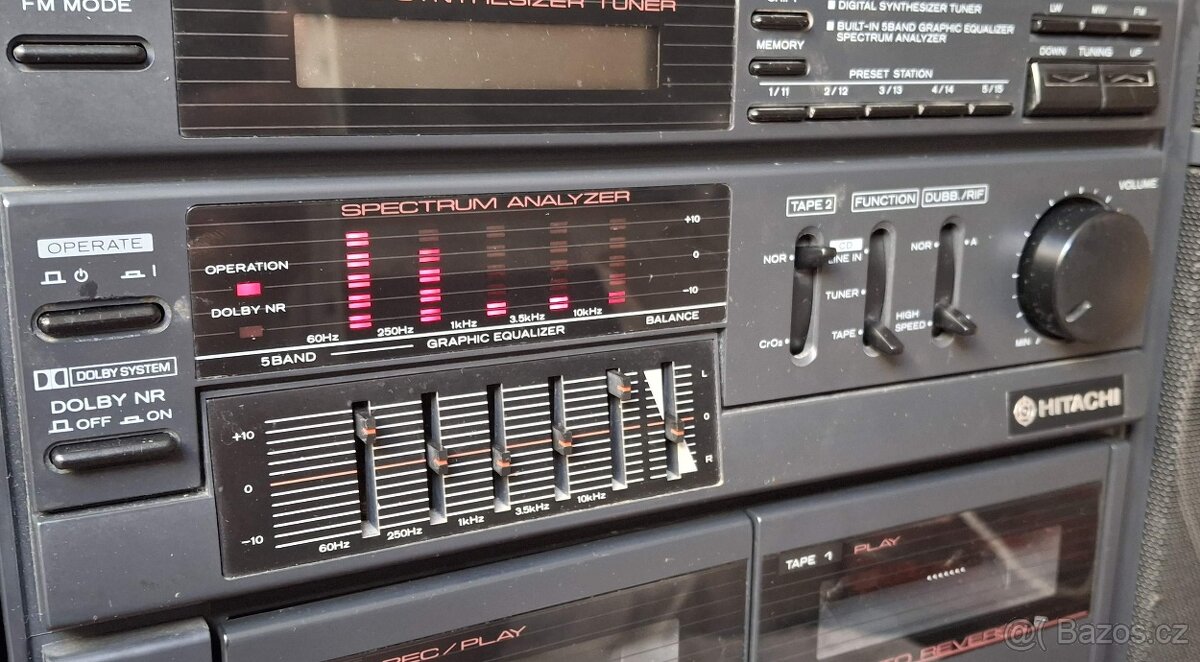 FM MODE
SYNTHESIZER TUNER
DIGITAL SYNTHESIZER TUNER
BUILT-IN 5BAND GRAPHIC EQUALIZER
SPECTRUM ANALYZER
MEMORY
PRESET STATION
1/11 2/12 3/13 4/14 5/15
LW MW FM
DOWN TUNING UP
OPERATE
SPECTRUM ANALYZER
+10
0
-10
OPERATION
DOLBY NR
60Hz 250Hz 1kHz 3.5kHz 10kHz
5 BAND GRAPHIC EQUALIZER
BALANCE
DOLBY SYSTEM
DOLBY NR
OFF ON
+10
0
-10
60Hz 250Hz 1kHz 3.5kHz 10kHz
L
0
R
TAPE 2
NOR
CrO2
FUNCTION
CD
LINE IN
TUNER
TAPE
DUBB./RIF
NOR A
HIGH
SPEED
VOLUME
MIN
HITACHI
REC/PLAY
TAPE 1 PLAY
Bazos.cz